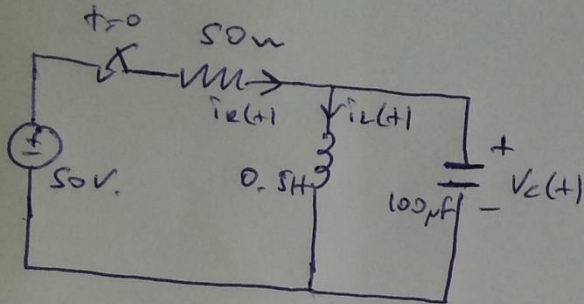 t=0
50Ω
iR(t)
iL(t)
+
±
50V.
0.5H
100μF
Vc(t)
−